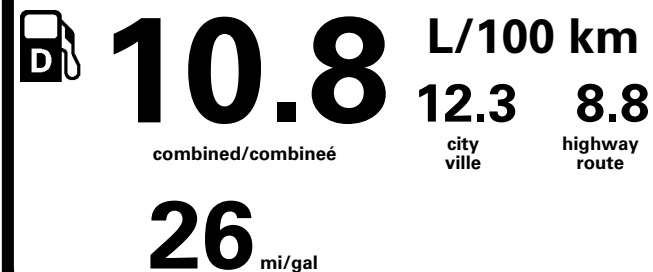 D
10.8 L/100 km
12.3 8.8
combined/combineé
city highway
ville route
26 mi/gal